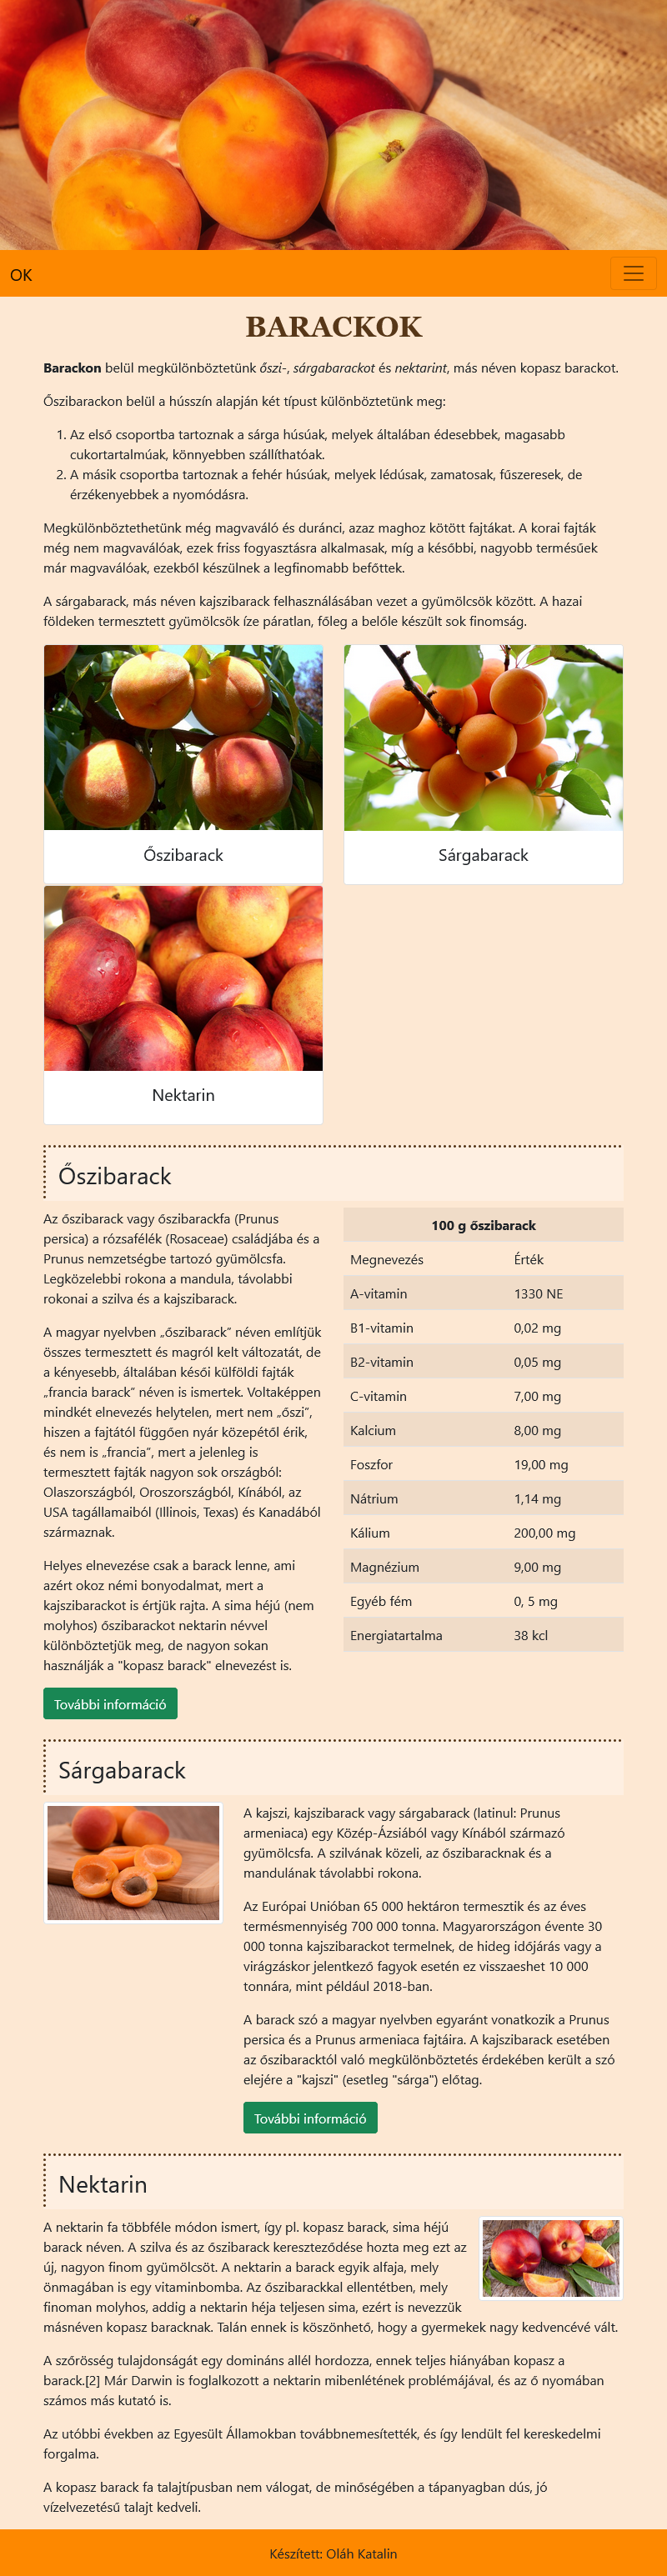 OK
BARACKOK
Barackon belül megkülönböztetünk őszi-, sárgabarackot és nektarint, más néven kopasz barackot.
Őszibarackon belül a hússzín alapján két típust különböztetünk meg:
1. Az első csoportba tartoznak a sárga húsúak, melyek általában édesebbek, magasabb
cukortartalmúak, könnyebben szállíthatóak.
2. A másik csoportba tartoznak a fehér húsúak, melyek lédúsak, zamatosak, fűszeresek, de
érzékenyebbek a nyomódásra.
Megkülönböztethetünk még magvaváló és duránci, azaz maghoz kötött fajtákat. A korai fajták
még nem magvaválóak, ezek friss fogyasztásra alkalmasak, míg a későbbi, nagyobb termésűek
már magvaválóak, ezekből készülnek a legfinomabb befőttek.
A sárgabarack, más néven kajszibarack felhasználásában vezet a gyümölcsök között. A hazai
földeken termesztett gyümölcsök íze páratlan, főleg a belőle készült sok finomság.
Őszibarack
Sárgabarack
Nektarin
Őszibarack
Az őszibarack vagy őszibarackfa (Prunus
persica) a rózsafélék (Rosaceae) családjába és a
Prunus nemzetségbe tartozó gyümölcsfa.
Legközelebbi rokona a mandula, távolabbi
rokonai a szilva és a kajszibarack.
A magyar nyelvben „őszibarack” néven említjük
összes termesztett és magról kelt változatát, de
a kényesebb, általában késői külföldi fajták
„francia barack” néven is ismertek. Voltaképpen
mindkét elnevezés helytelen, mert nem „őszi”,
hiszen a fajtától függően nyár közepétől érik,
és nem is „francia”, mert a jelenleg is
termesztett fajták nagyon sok országból:
Olaszországból, Oroszországból, Kínából, az
USA tagállamaiból (Illinois, Texas) és Kanadából
származnak.
Helyes elnevezése csak a barack lenne, ami
azért okoz némi bonyodalmat, mert a
kajszibarackot is értjük rajta. A sima héjú (nem
molyhos) őszibarackot nektarin névvel
különböztetjük meg, de nagyon sokan
használják a "kopasz barack" elnevezést is.
További információ
100 g őszibarack
Megnevezés Érték
A-vitamin 1330 NE
B1-vitamin 0,02 mg
B2-vitamin 0,05 mg
C-vitamin 7,00 mg
Kalcium 8,00 mg
Foszfor 19,00 mg
Nátrium 1,14 mg
Kálium 200,00 mg
Magnézium 9,00 mg
Egyéb fém 0, 5 mg
Energiatartalma 38 kcl
Sárgabarack
A kajszi, kajszibarack vagy sárgabarack (latinul: Prunus
armeniaca) egy Közép-Ázsiából vagy Kínából származó
gyümölcsfa. A szilvának közeli, az őszibaracknak és a
mandulának távolabbi rokona.
Az Európai Unióban 65 000 hektáron termesztik és az éves
termésmennyiség 700 000 tonna. Magyarországon évente 30
000 tonna kajszibarackot termelnek, de hideg időjárás vagy a
virágzáskor jelentkező fagyok esetén ez visszaeshet 10 000
tonnára, mint például 2018-ban.
A barack szó a magyar nyelvben egyaránt vonatkozik a Prunus
persica és a Prunus armeniaca fajtáira. A kajszibarack esetében
az őszibaracktól való megkülönböztetés érdekében került a szó
elejére a "kajszi" (esetleg "sárga") előtag.
További információ
Nektarin
A nektarin fa többféle módon ismert, így pl. kopasz barack, sima héjú
barack néven. A szilva és az őszibarack kereszteződése hozta meg ezt az
új, nagyon finom gyümölcsöt. A nektarin a barack egyik alfaja, mely
önmagában is egy vitaminbomba. Az őszibarackkal ellentétben, mely
finoman molyhos, addig a nektarin héja teljesen sima, ezért is nevezzük
másnéven kopasz baracknak. Talán ennek is köszönhető, hogy a gyermekek nagy kedvencévé vált.
A szőrösség tulajdonságát egy domináns allél hordozza, ennek teljes hiányában kopasz a
barack.[2] Már Darwin is foglalkozott a nektarin mibenlétének problémájával, és az ő nyomában
számos más kutató is.
Az utóbbi években az Egyesült Államokban továbbnemesítették, és így lendült fel kereskedelmi
forgalma.
A kopasz barack fa talajtípusban nem válogat, de minőségében a tápanyagban dús, jó
vízelvezetésű talajt kedveli.
Készített: Oláh Katalin